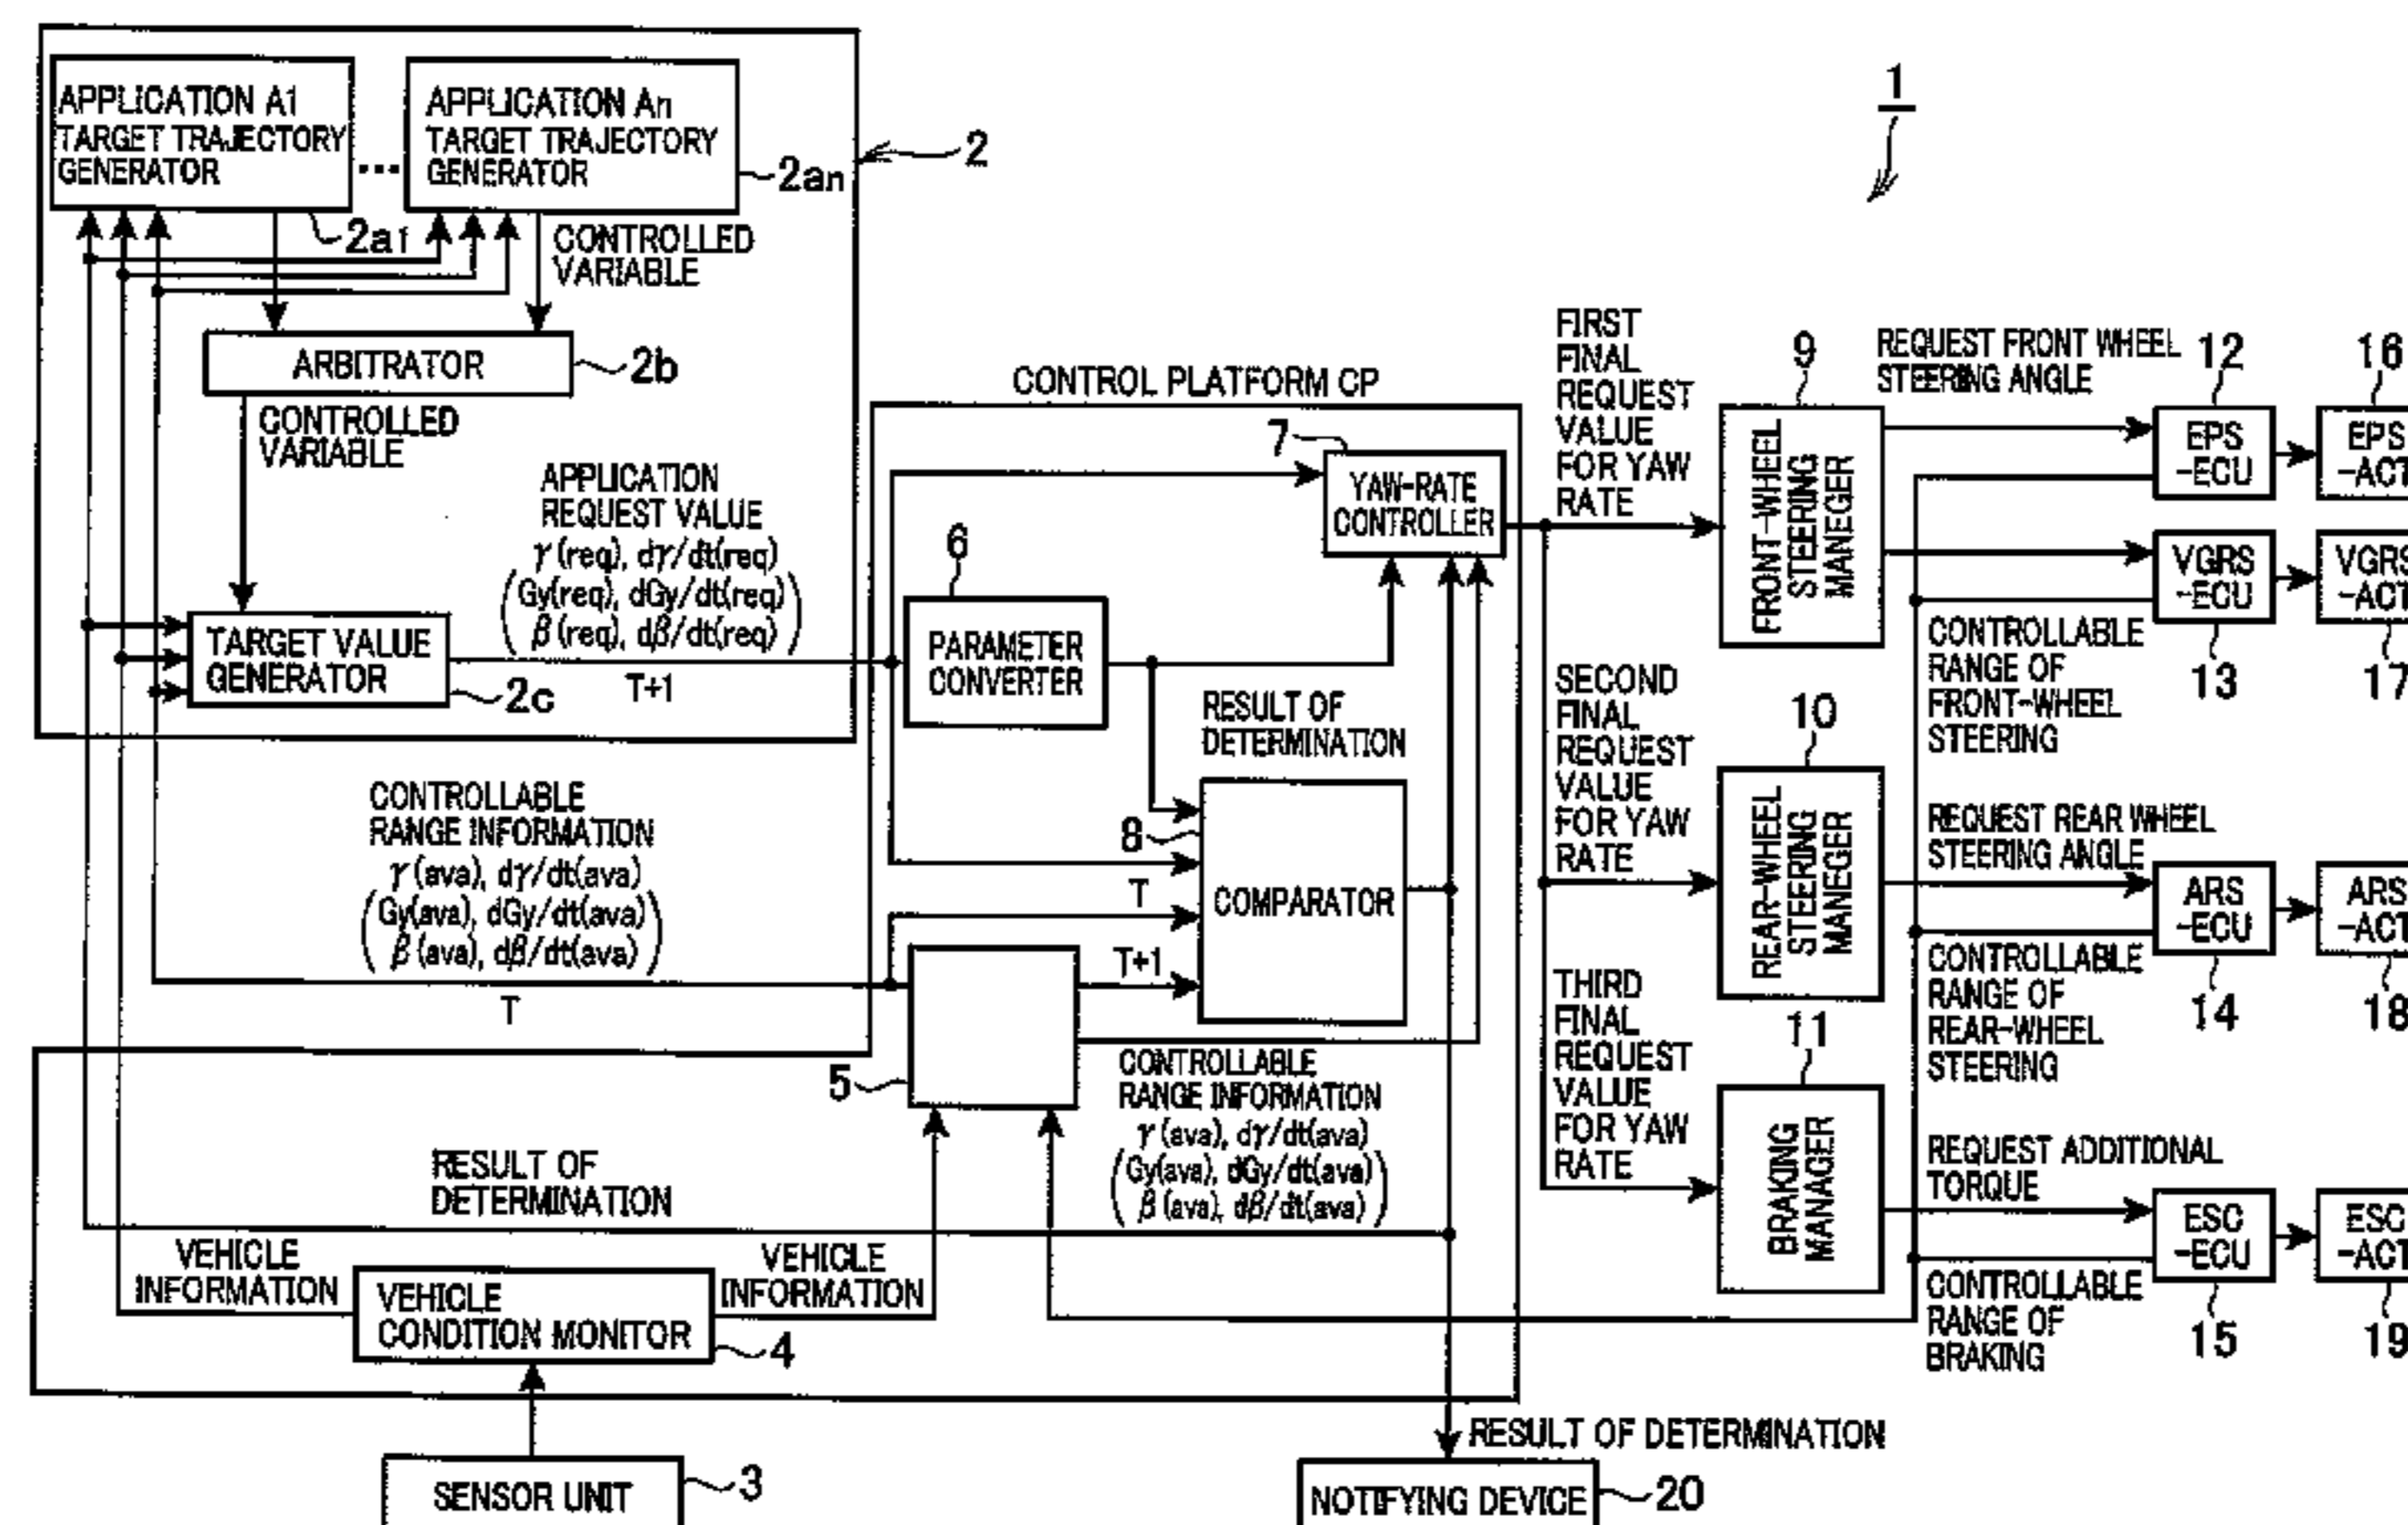 1
APPLICATION A1
TARGET TRAJECTORY
GENERATOR
...
APPLICATION An
TARGET TRAJECTORY
GENERATOR
2
2an
2a1
CONTROLLED
VARIABLE
ARBITRATOR
2b
CONTROLLED
VARIABLE
APPLICATION
REQUEST VALUE
γ(req), dγ/dt(req)
(Gy(req), dGy/dt(req)
β(req), dβ/dt(req))
TARGET VALUE
GENERATOR
2c
T+1
CONTROLLABLE
RANGE INFORMATION
γ(ava), dγ/dt(ava)
(Gy(ava), dGy/dt(ava)
β(ava), dβ/dt(ava))
T
CONTROL PLATFORM CP
7
YAW-RATE
CONTROLLER
6
PARAMETER
CONVERTER
RESULT OF
DETERMINATION
8
COMPARATOR
T
T+1
5
CONTROLLABLE
RANGE INFORMATION
γ(ava), dγ/dt(ava)
(Gy(ava), dGy/dt(ava)
β(ava), dβ/dt(ava))
RESULT OF
DETERMINATION
VEHICLE
INFORMATION
VEHICLE
CONDITION MONITOR
4
VEHICLE
INFORMATION
SENSOR UNIT
3
RESULT OF DETERMINATION
NOTIFYING DEVICE
20
FIRST
FINAL
REQUEST
VALUE
FOR YAW
RATE
9
FRONT-WHEEL
STEERING
MANEGER
REQUEST FRONT WHEEL
STEERING ANGLE
12
EPS
-ECU
16
EPS
-ACT
VGRS
-ECU
13
VGRS
-ACT
17
CONTROLLABLE
RANGE OF
FRONT-WHEEL
STEERING
SECOND
FINAL
REQUEST
VALUE
FOR YAW
RATE
10
REAR-WHEEL
STEERING
MANEGER
REQUEST REAR WHEEL
STEERING ANGLE
ARS
-ECU
14
ARS
-ACT
18
CONTROLLABLE
RANGE OF
REAR-WHEEL
STEERING
THIRD
FINAL
REQUEST
VALUE
FOR YAW
RATE
11
BRAKING
MANAGER
REQUEST ADDITIONAL
TORQUE
ESC
-ECU
15
ESC
-ACT
19
CONTROLLABLE
RANGE OF
BRAKING